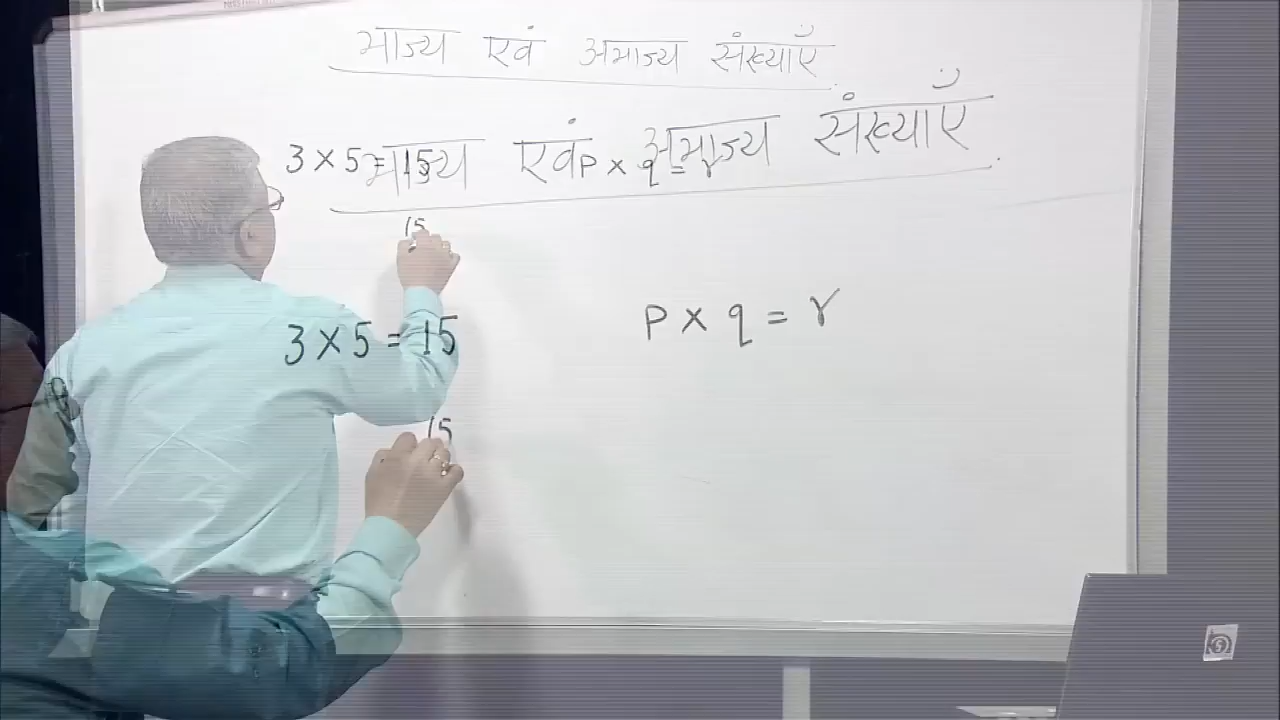 भाज्य एवं अभाज्य संख्याएँ
भाज्य एवं अभाज्य संख्याएँ
3 × 5 = 15 p × q = r
15
3 × 5 = 15 p × q = r
15